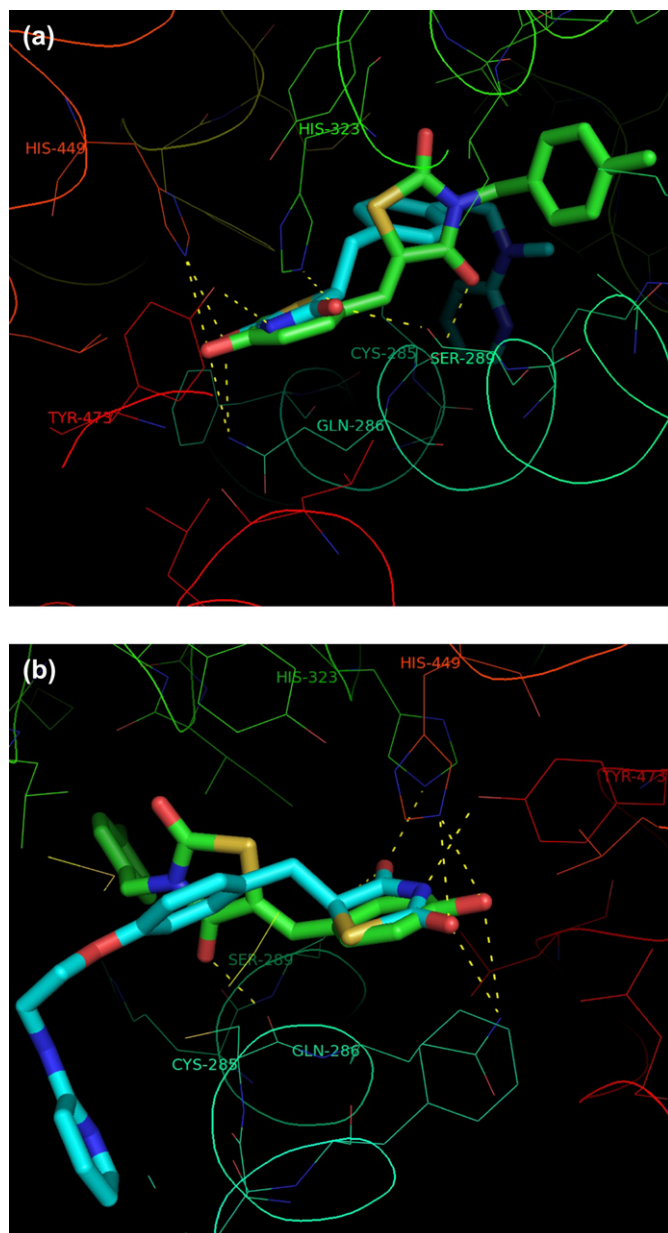 (a)
HIS-323
HIS-449
CYS-285
SER-289
TYR-473
GLN-286
(b)
HIS-449
HIS-323
TYR-473
SER-289
GLN-286
CYS-285